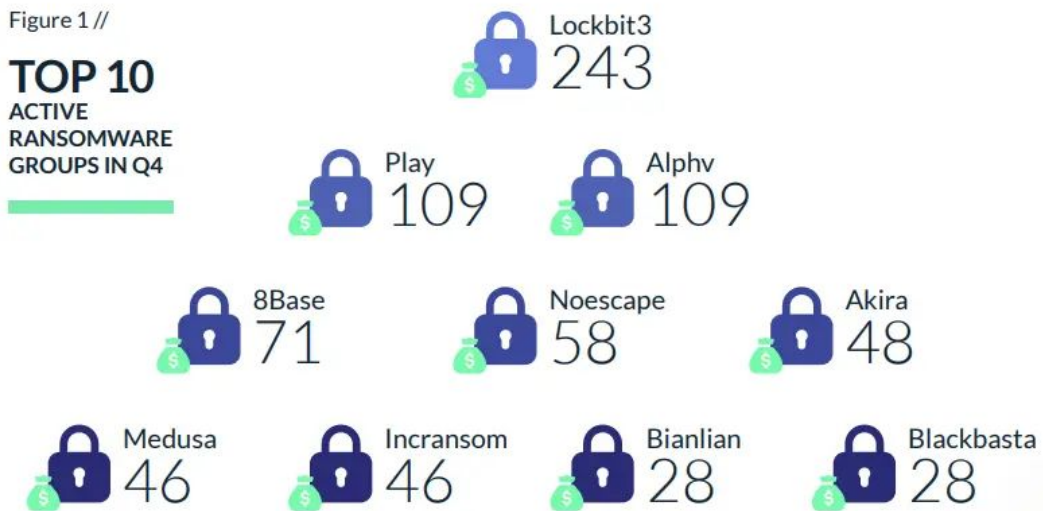 Figure 1 //
TOP 10
ACTIVE
RANSOMWARE
GROUPS IN Q4
Lockbit3
243
Play
109
Alphv
109
8Base
71
Noescape
58
Akira
48
Medusa
46
Incransom
46
Bianlian
28
Blackbasta
28